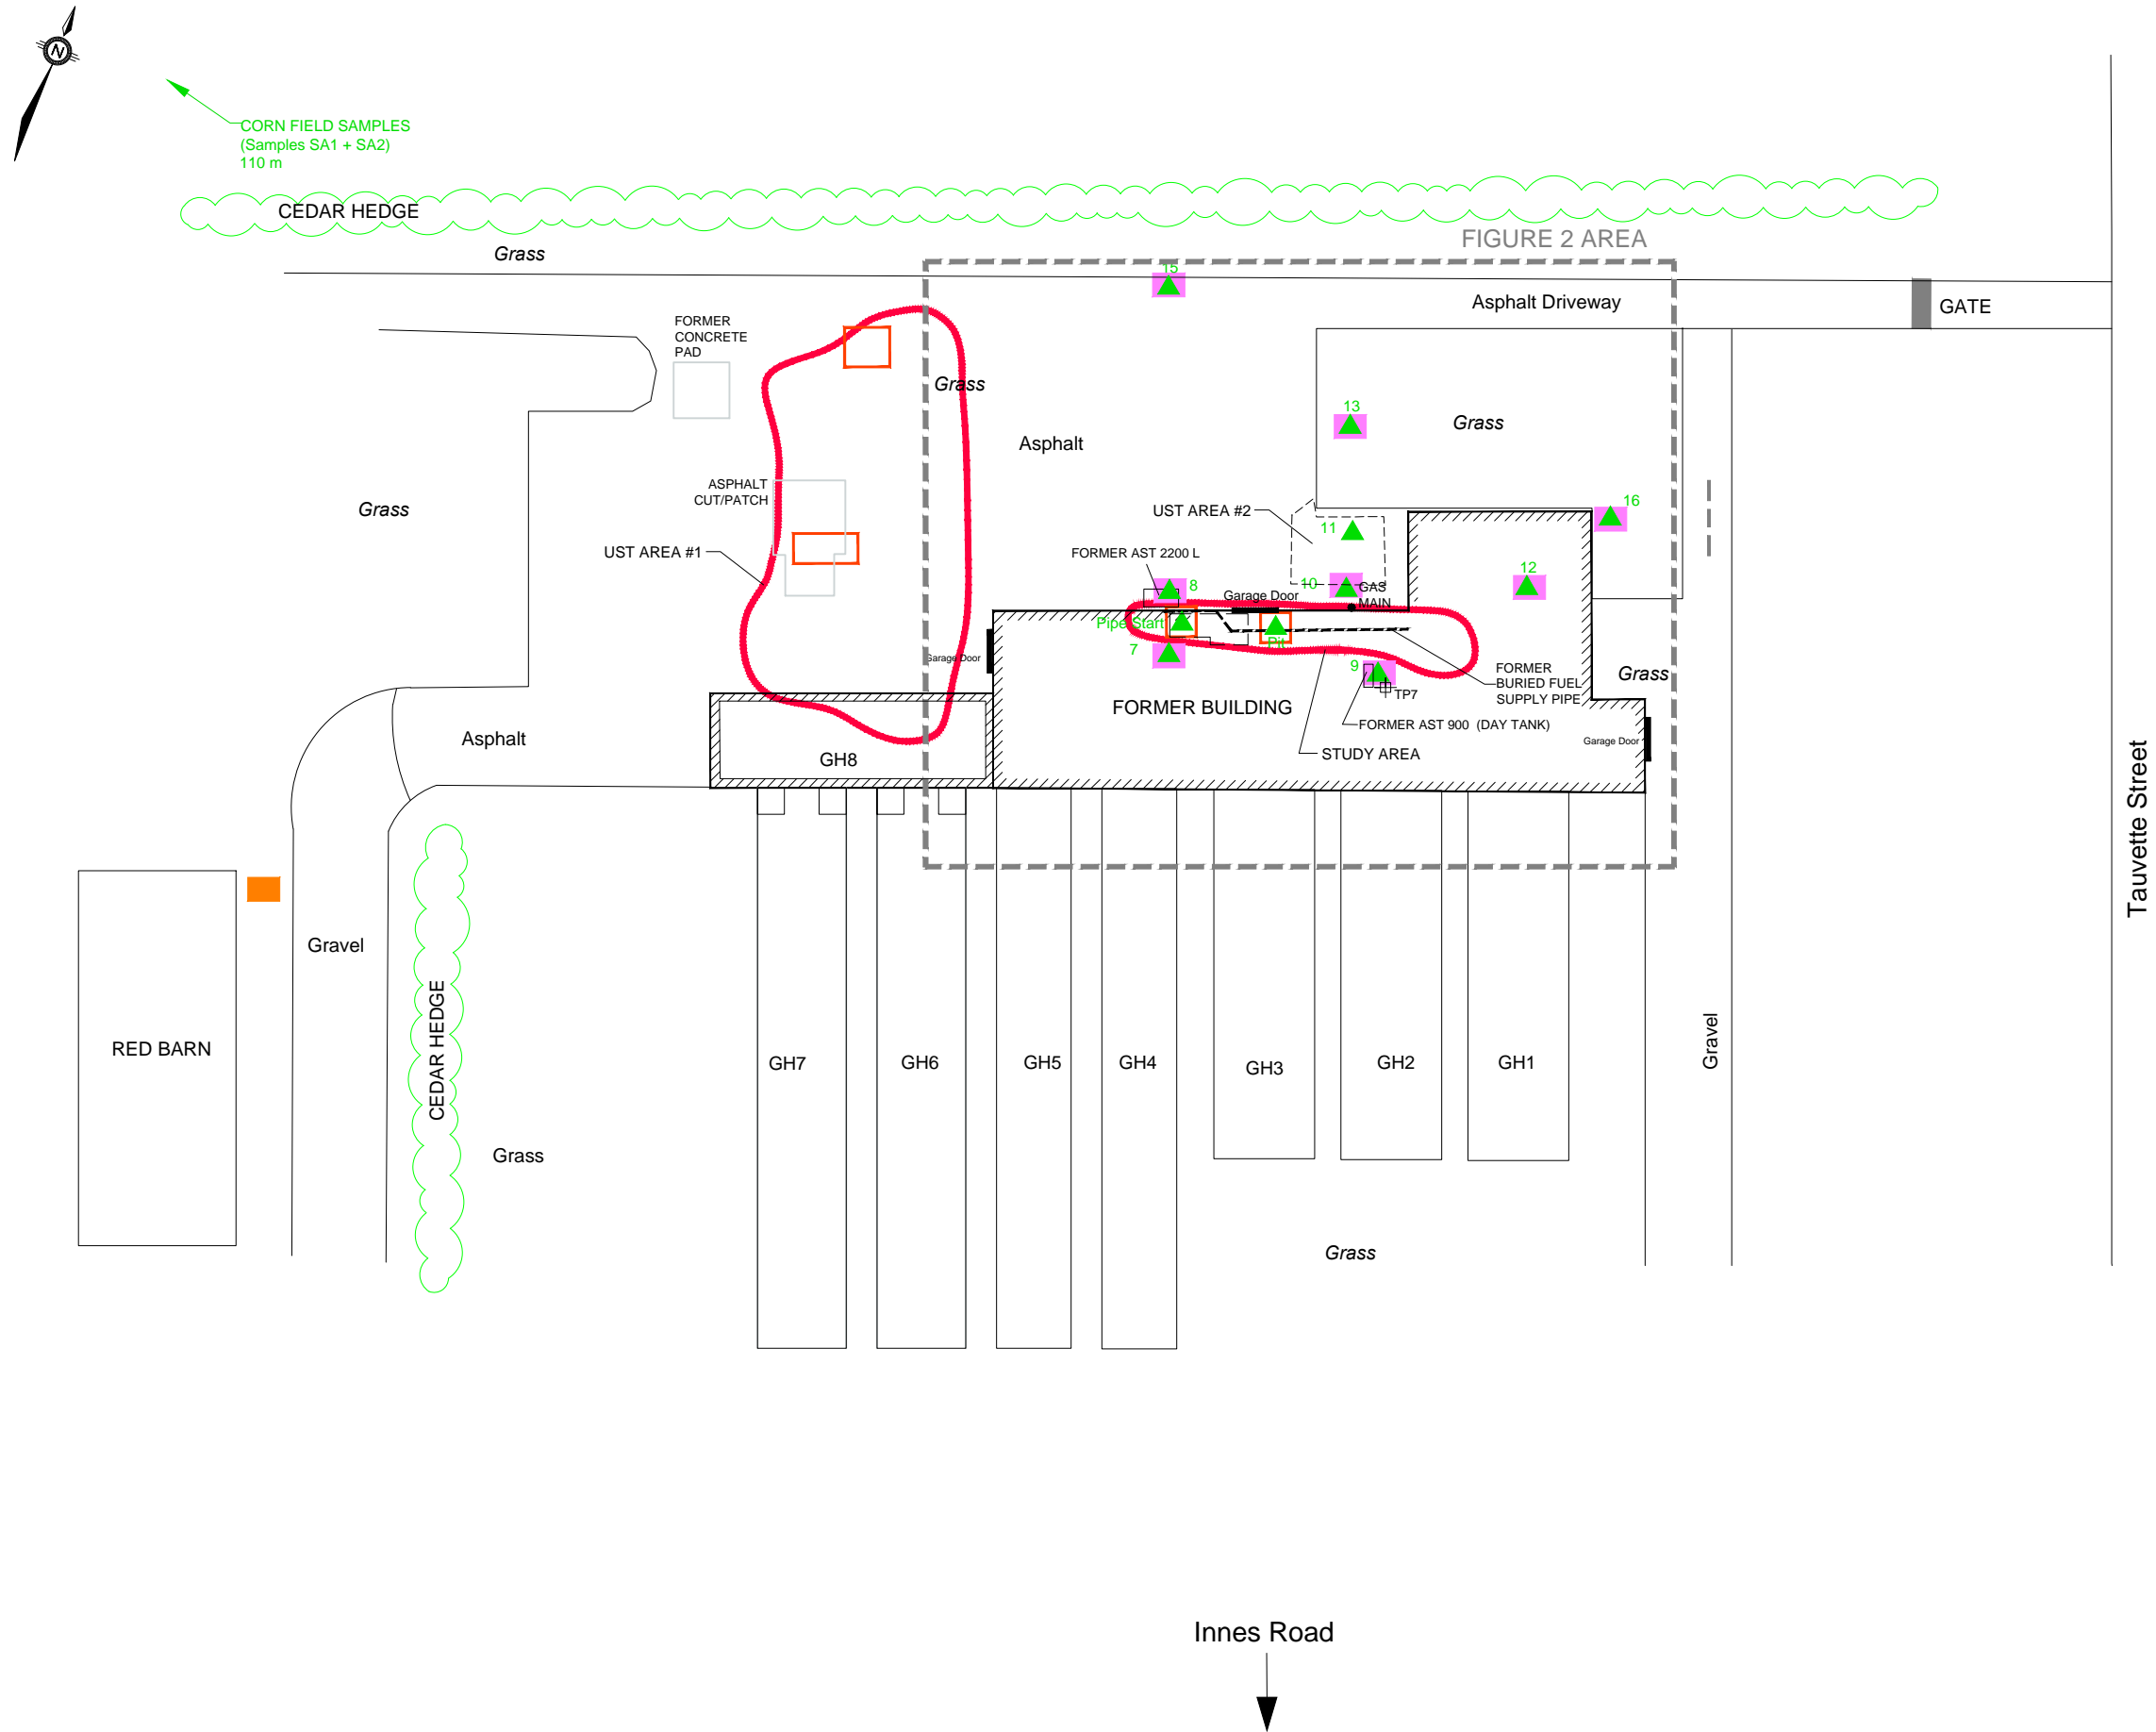 N
CORN FIELD SAMPLES
(Samples SA1 + SA2)
110 m
CEDAR HEDGE
Grass
FIGURE 2 AREA
15
Asphalt Driveway
GATE
FORMER
CONCRETE
PAD
Grass
13
Grass
Asphalt
ASPHALT
CUT/PATCH
Grass
UST AREA #2
16
11
UST AREA #1
FORMER AST 2200 L
8
10
GAS
MAIN
12
Garage Door
Pipe Start
Pit
7
Garage Door
9
TP7
FORMER
BURIED FUEL
SUPPLY PIPE
Grass
FORMER BUILDING
FORMER AST 900 (DAY TANK)
STUDY AREA
Garage Door
Asphalt
GH8
Tauvette Street
Gravel
CEDAR HEDGE
RED BARN
GH7
GH6
GH5
GH4
GH3
GH2
GH1
Gravel
Grass
Grass
Innes Road